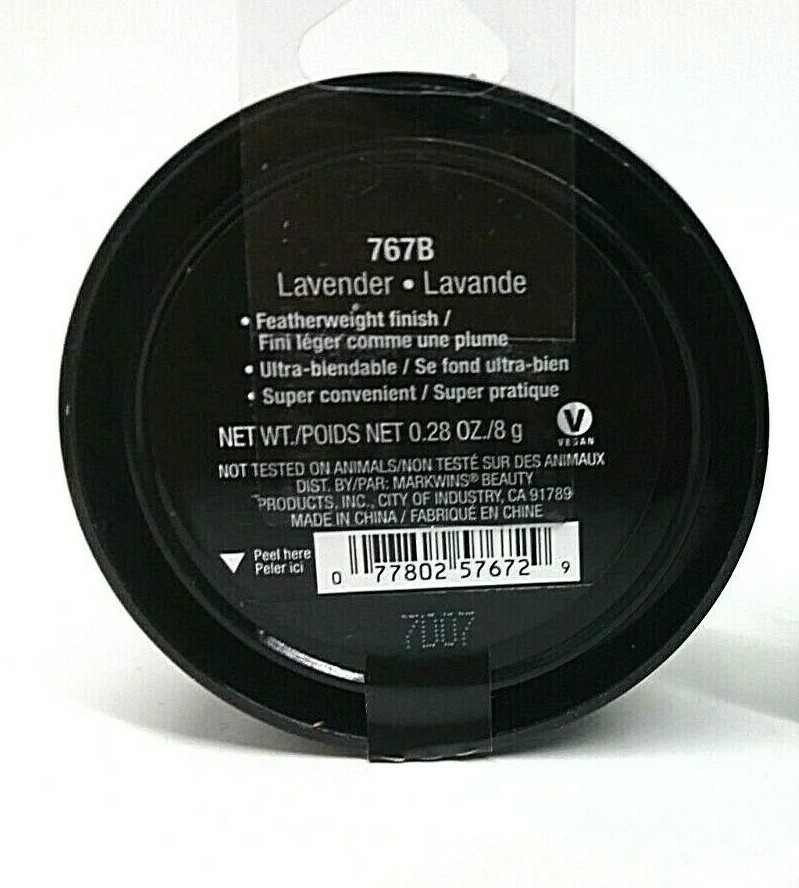 767B
Lavender • Lavande
• Featherweight finish /
Fini léger comme une plume
• Ultra-blendable / Se fond ultra-bien
• Super convenient / Super pratique
NET WT./POIDS NET 0.28 OZ./8 g
V
VEGAN
NOT TESTED ON ANIMALS/NON TESTÉ SUR DES ANIMAUX
DIST. BY/PAR: MARKWINS® BEAUTY
PRODUCTS, INC., CITY OF INDUSTRY, CA 91789
MADE IN CHINA / FABRIQUÉ EN CHINE
Peel here
Peler ici
0 77802 57672 9
7007